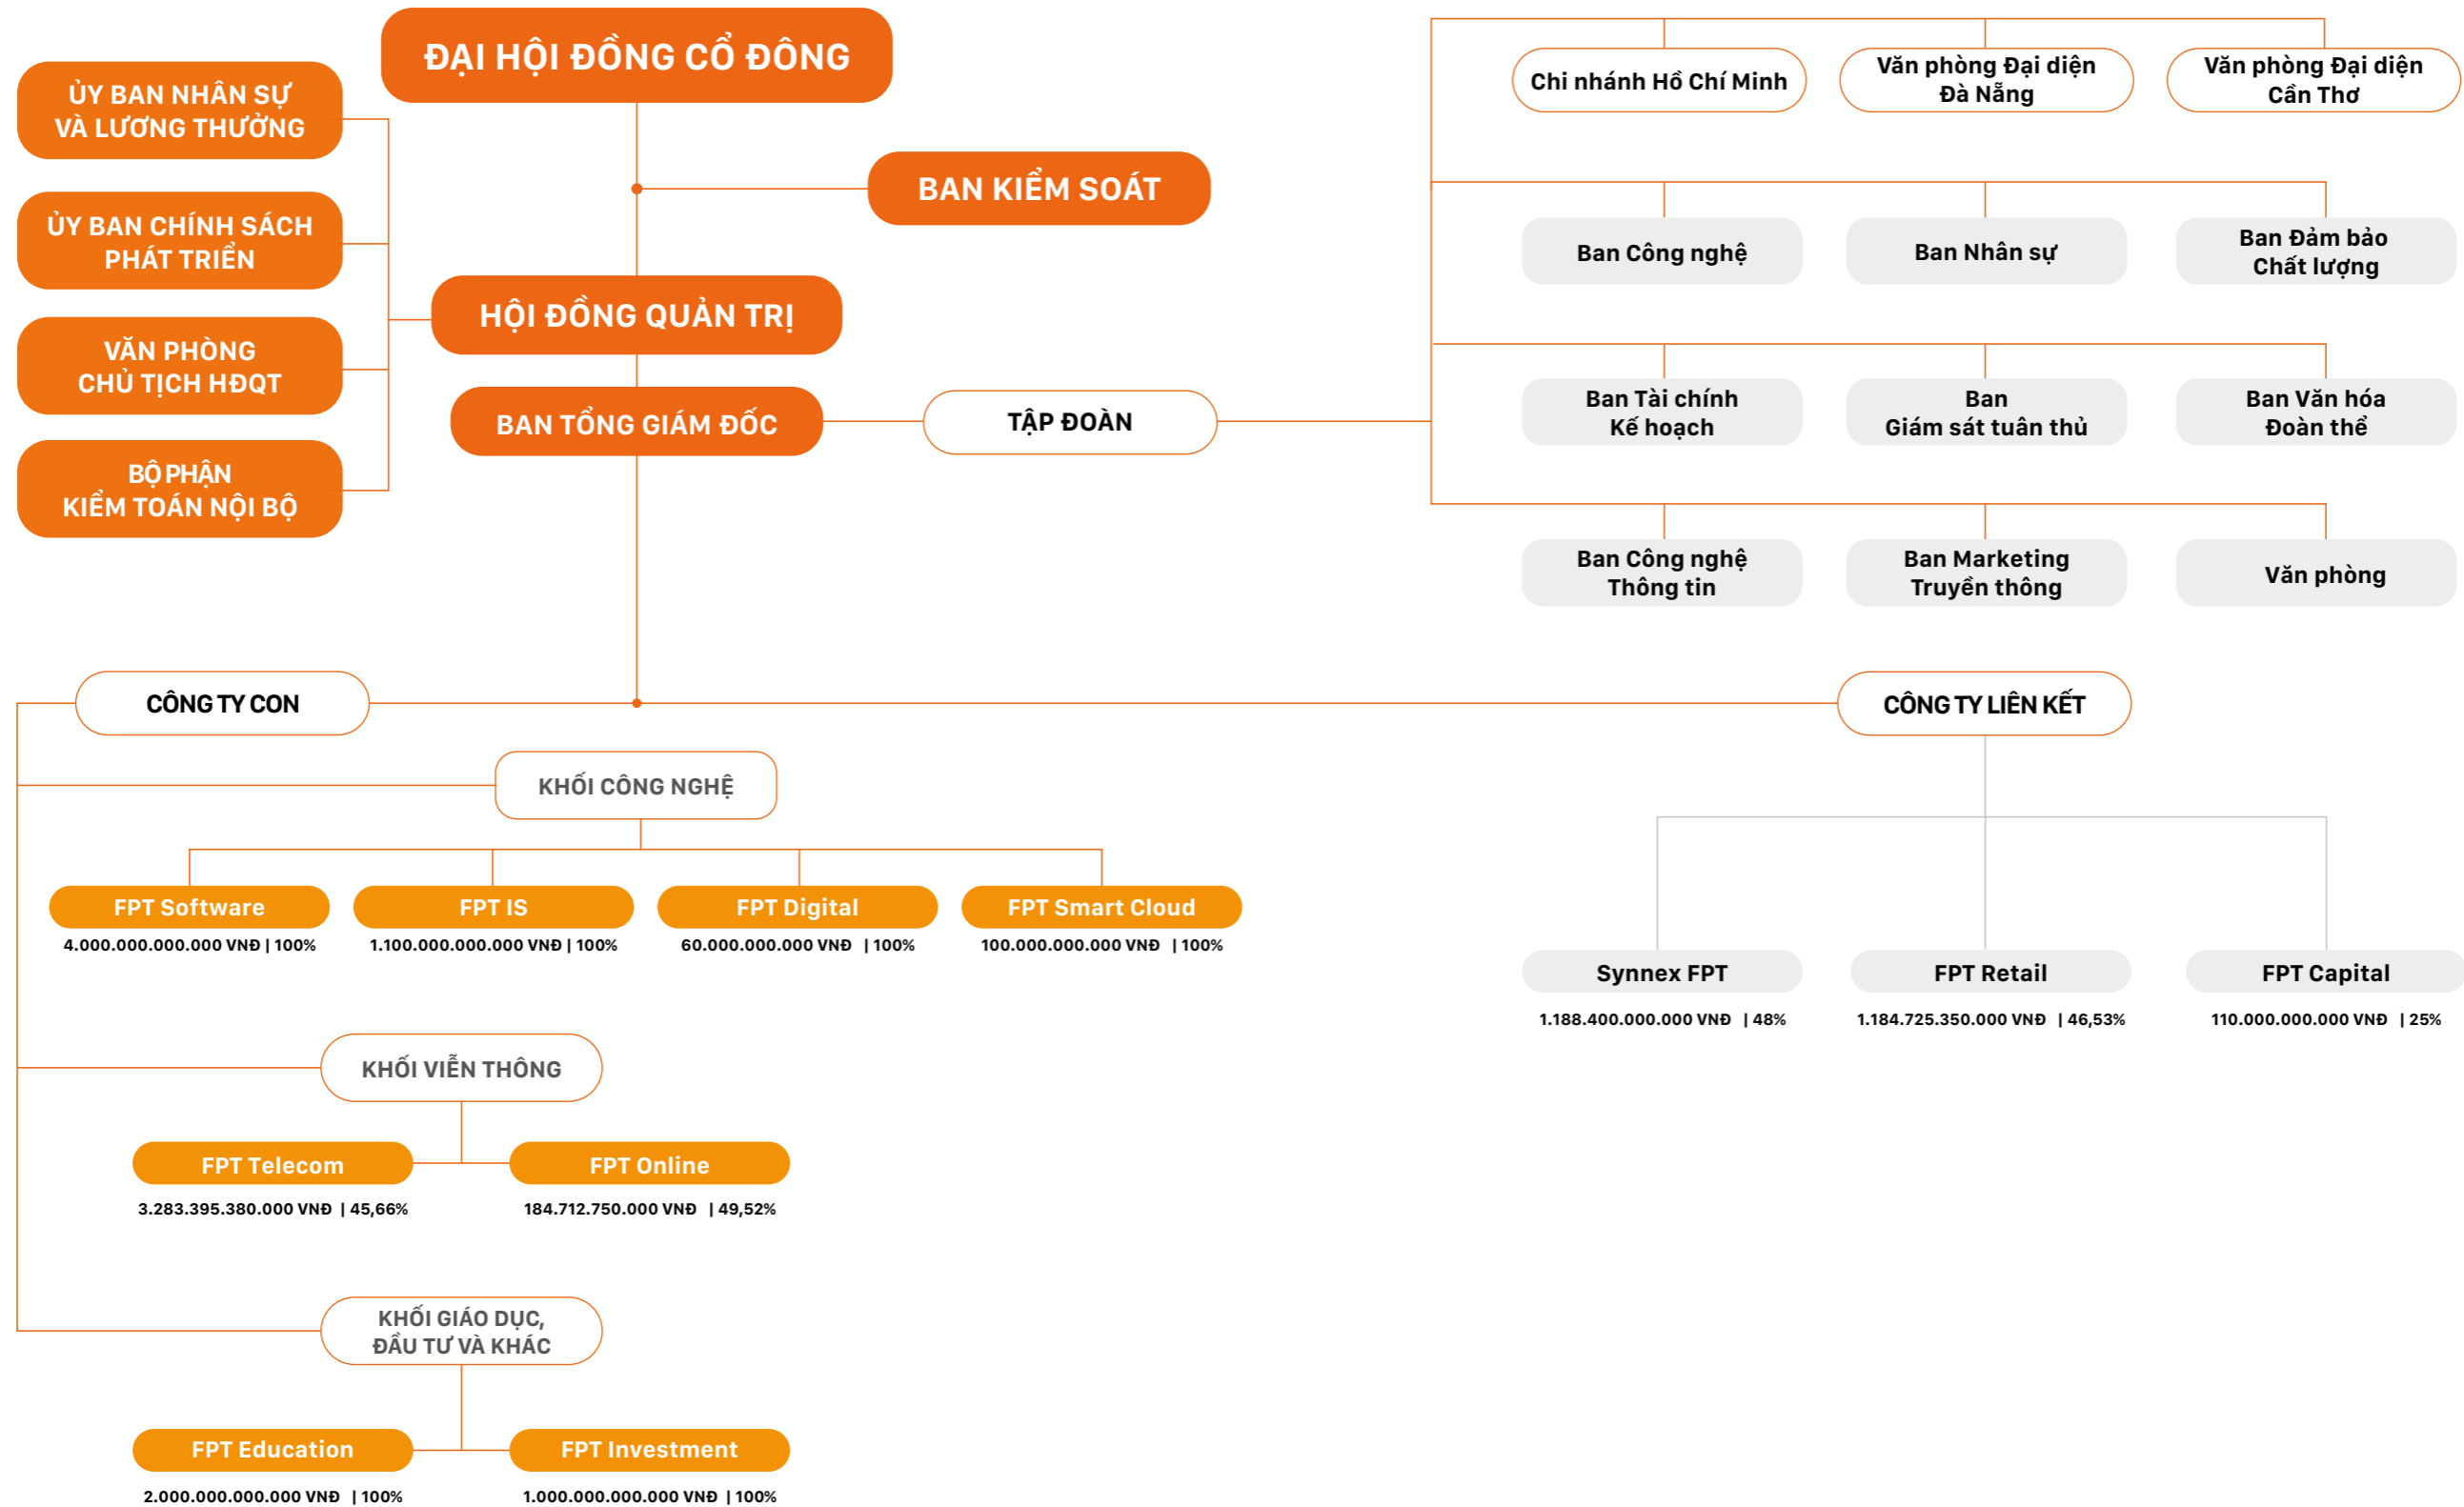 ĐẠI HỘI ĐỒNG CỔ ĐÔNG
BAN KIỂM SOÁT
ỦY BAN NHÂN SỰ
VÀ LƯƠNG THƯỞNG
ỦY BAN CHÍNH SÁCH
PHÁT TRIỂN
VĂN PHÒNG
CHỦ TỊCH HĐQT
BỘ PHẬN
KIỂM TOÁN NỘI BỘ
HỘI ĐỒNG QUẢN TRỊ
BAN TỔNG GIÁM ĐỐC
TẬP ĐOÀN
Chi nhánh Hồ Chí Minh
Văn phòng Đại diện
Đà Nẵng
Văn phòng Đại diện
Cần Thơ
Ban Công nghệ
Ban Nhân sự
Ban Đảm bảo
Chất lượng
Ban Tài chính
Kế hoạch
Ban
Giám sát tuân thủ
Ban Văn hóa
Đoàn thể
Ban Công nghệ
Thông tin
Ban Marketing
Truyền thông
Văn phòng
CÔNG TY CON
KHỐI CÔNG NGHỆ
FPT Software
4.000.000.000.000 VNĐ | 100%
FPT IS
1.100.000.000.000 VNĐ | 100%
FPT Digital
60.000.000.000 VNĐ | 100%
FPT Smart Cloud
100.000.000.000 VNĐ | 100%
KHỐI VIỄN THÔNG
FPT Telecom
3.283.395.380.000 VNĐ | 45,66%
FPT Online
184.712.750.000 VNĐ | 49,52%
KHỐI GIÁO DỤC,
ĐẦU TƯ VÀ KHÁC
FPT Education
2.000.000.000.000 VNĐ | 100%
FPT Investment
1.000.000.000.000 VNĐ | 100%
CÔNG TY LIÊN KẾT
Synnex FPT
1.188.400.000.000 VNĐ | 48%
FPT Retail
1.184.725.350.000 VNĐ | 46,53%
FPT Capital
110.000.000.000 VNĐ | 25%